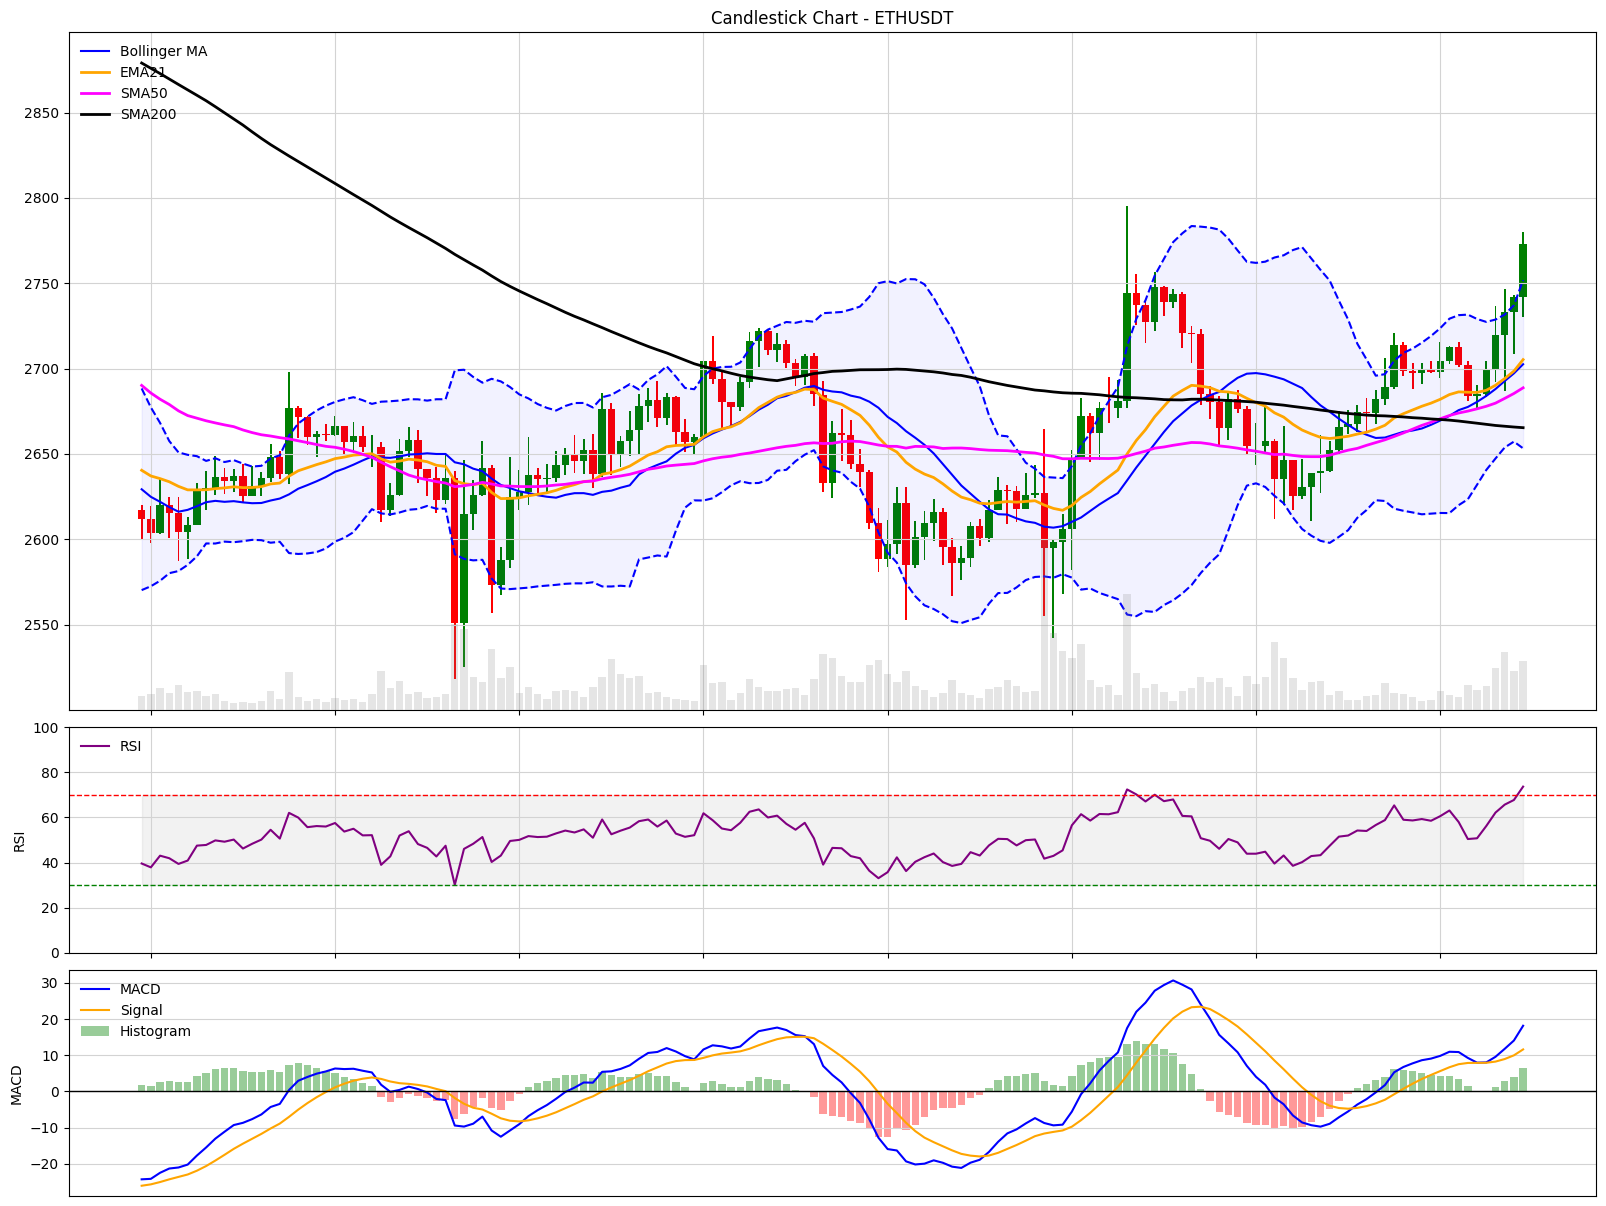 Candlestick Chart - ETHUSDT
Bollinger MA
EMA21
SMA50
SMA200
2850
2800
2750
2700
2650
2600
2550
100
80
60
40
20
0
RSI
RSI
30
20
10
0
−10
−20
MACD
MACD
Signal
Histogram